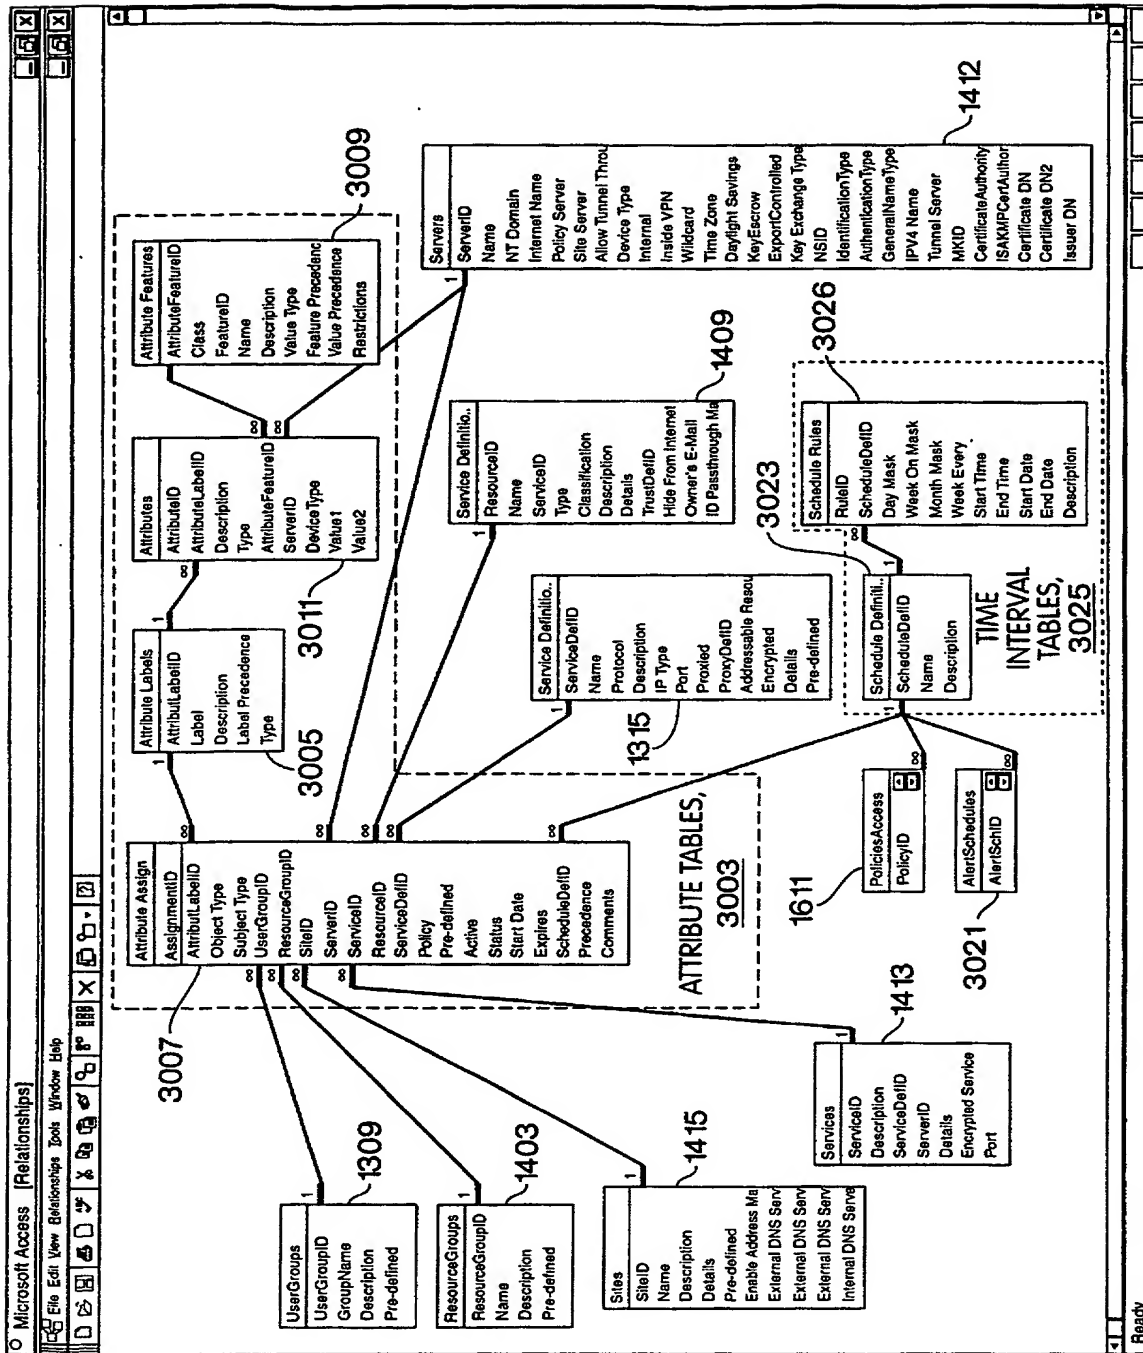 Microsoft Access [Relationships]
File Edit View Relationships Tools Window Help
Attribute Assign
AssignmentID
AttributLabelID
Object Type
Subject Type
UserGroupID
ResourceGroupID
SiteID
ServerID
ServiceID
ResourceID
ServiceDefID
Policy
Pre-defined
Active
Status
Start Date
Expires
ScheduleDefID
Precedence
Comments
3007
Attribute Labels
AttributLabelID
Label
Description
Label Precedence
Type
3005
Attributes
AttributeID
AttributeLabelID
Description
Type
AttributeFeatureID
ServerID
DeviceType
Value1
Value2
3011
Attribute Features
AttributeFeatureID
Class
FeatureID
Name
Description
Value Type
Feature Precedenc
Value Precedence
Restrictions
3009
ATTRIBUTE TABLES,
3003
UserGroups
UserGroupID
GroupName
Description
Pre-defined
1309
ResourceGroups
ResourceGroupID
Name
Description
Pre-defined
1403
Sites
SiteID
Name
Description
Details
Pre-defined
Enable Address Ma
External DNS Serv
External DNS Serv
External DNS Serv
Internal DNS Serve
1415
Services
ServiceID
Description
ServiceDefID
ServerID
Details
Encrypted Service
Port
1413
Service Definitio..
ServiceDefID
Name
Protocol
Description
IP Type
Port
Proxied
ProxyDefID
Addressable Resou
Encrypted
Details
Pre-defined
1315
Service Definitio..
ResourceID
Name
ServiceID
Type
Classification
Description
Details
TrustDefID
Hide From Internet
Owner's E-Mail
ID Passthrough Ma
1409
Servers
ServerID
Name
NT Domain
Internet Name
Policy Server
Site Server
Allow Tunnel Throu
Device Type
Internal
Inside VPN
Wildcard
Time Zone
Daylight Savings
KeyEscrow
ExportControlled
Key Exchange Type
NSID
IdentificationType
AuthenticationType
GeneralNameType
IPV4 Name
Tunnel Server
MKID
CertificateAuthority
ISAKMPCertAuthor
Certificate DN
Certificate DN2
Issuer DN
1412
PoliciesAccess
PolicyID
1611
AlertSchedules
AlertSchID
3021
Schedule Definiti..
ScheduleDefID
Name
Description
3023
Schedule Rules
RuleID
ScheduleDefID
Day Mask
Week On Mask
Month Mask
Week Every
Start Time
End Time
Start Date
End Date
Description
3026
TIME
INTERVAL
TABLES,
3025
1 ∞
1 ∞
1 ∞
1 ∞
1 ∞
1 ∞
1 ∞
1 ∞
1 ∞
1 ∞
1 ∞
∞
∞
∞
Ready